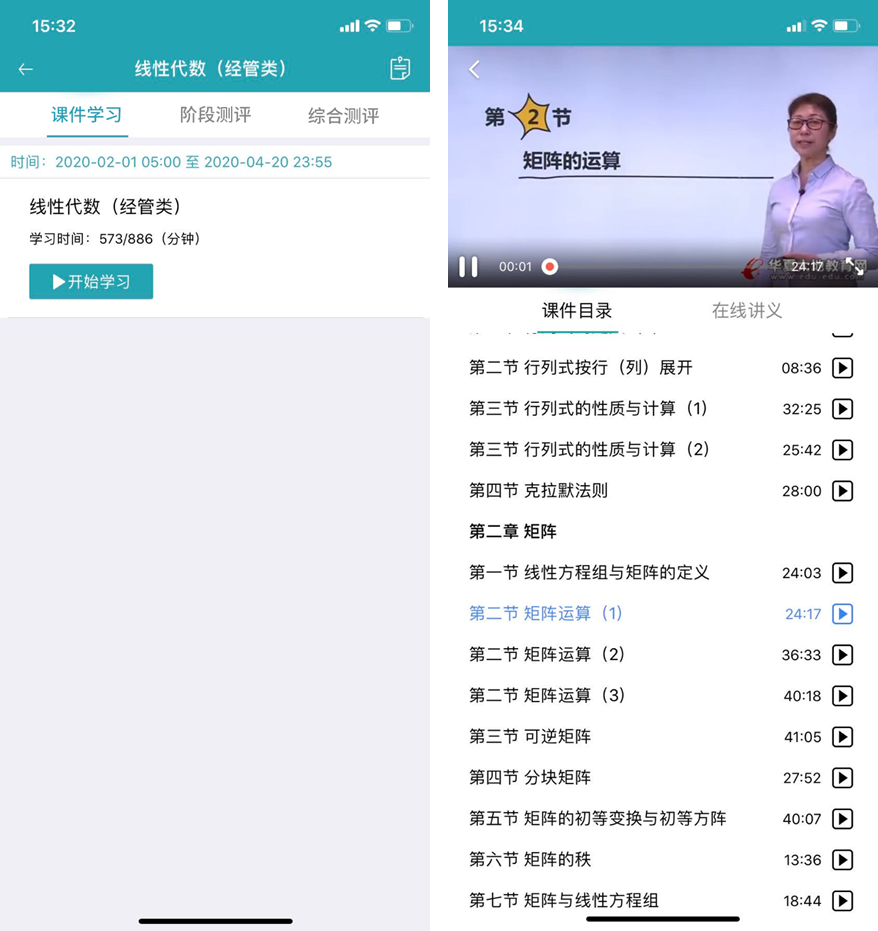 15:32
线性代数（经管类）
课件学习
阶段测评
综合测评
时间：2020-02-01 05:00 至 2020-04-20 23:55
线性代数（经管类）
学习时间：573/886（分钟）
开始学习
15:34
第2节
矩阵的运算
00:01
24:17
课件目录
在线讲义
第二节 行列式按行（列）展开 08:36
第三节 行列式的性质与计算（1） 32:25
第三节 行列式的性质与计算（2） 25:42
第四节 克拉默法则 28:00
第二章 矩阵
第一节 线性方程组与矩阵的定义 24:03
第二节 矩阵运算（1） 24:17
第二节 矩阵运算（2） 36:33
第二节 矩阵运算（3） 40:18
第三节 可逆矩阵 41:05
第四节 分块矩阵 27:52
第五节 矩阵的初等变换与初等方阵 40:07
第六节 矩阵的秩 13:36
第七节 矩阵与线性方程组 18:44